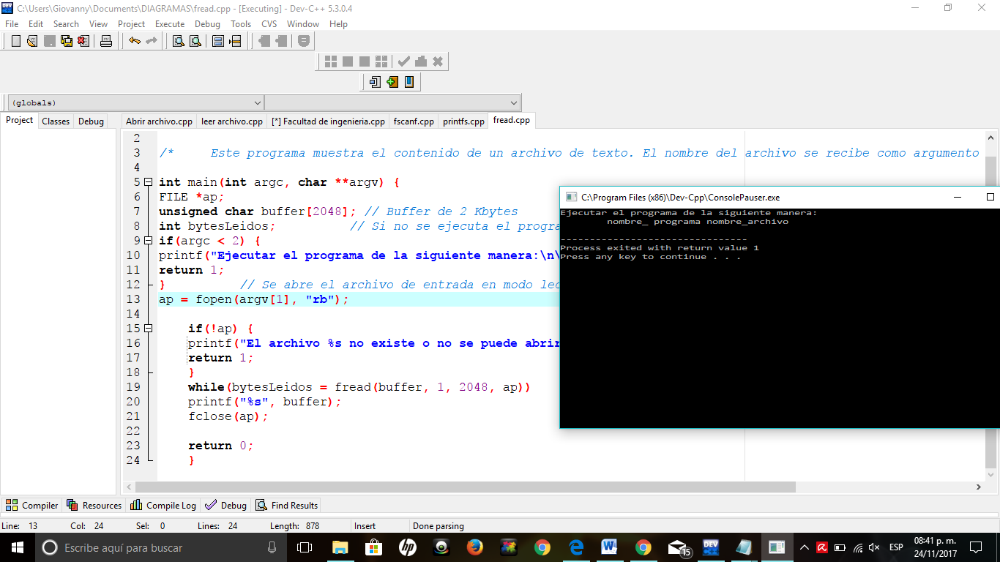 C:\Users\Giovanny\Documents\DIAGRAMAS\fread.cpp - [Executing] - Dev-C++ 5.3.0.4
File Edit Search View Project Execute Debug Tools CVS Window Help
(globals)
Project Classes Debug
Abrir archivo.cpp leer archivo.cpp [*] Facultad de ingenieria.cpp fscanf.cpp printfs.cpp fread.cpp
2
3 /* Este programa muestra el contenido de un archivo de texto. El nombre del archivo se recibe como argumento
4
5 int main(int argc, char **argv) {
6 FILE *ap;
7 unsigned char buffer[2048]; // Buffer de 2 Kbytes
8 int bytesLeidos; // Si no se ejecuta el progra
9 if(argc < 2) {
10 printf("Ejecutar el programa de la siguiente manera:\n\
11 return 1;
12 } // Se abre el archivo de entrada en modo lec
13 ap = fopen(argv[1], "rb");
14
15 if(!ap) {
16 printf("El archivo %s no existe o no se puede abrir
17 return 1;
18 }
19 while(bytesLeidos = fread(buffer, 1, 2048, ap))
20 printf("%s", buffer);
21 fclose(ap);
22
23 return 0;
24 }
C:\Program Files (x86)\Dev-Cpp\ConsolePauser.exe
Ejecutar el programa de la siguiente manera:
nombre_ programa nombre_archivo
--------------------------------
Process exited with return value 1
Press any key to continue . . .
Compiler Resources Compile Log Debug Find Results
Line: 13 Col: 24 Sel: 0 Lines: 24 Length: 878 Insert Done parsing
Escribe aquí para buscar
15
ESP
08:41 p. m.
24/11/2017